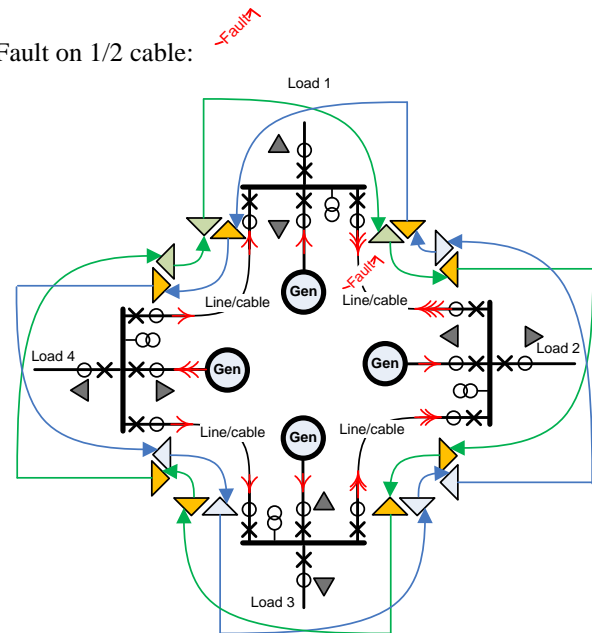 Fault
Fault on 1/2 cable:
Load 1
Fault
Gen
Line/cable
Line/cable
Load 4
Gen
Gen
Load 2
Line/cable
Gen
Line/cable
Load 3